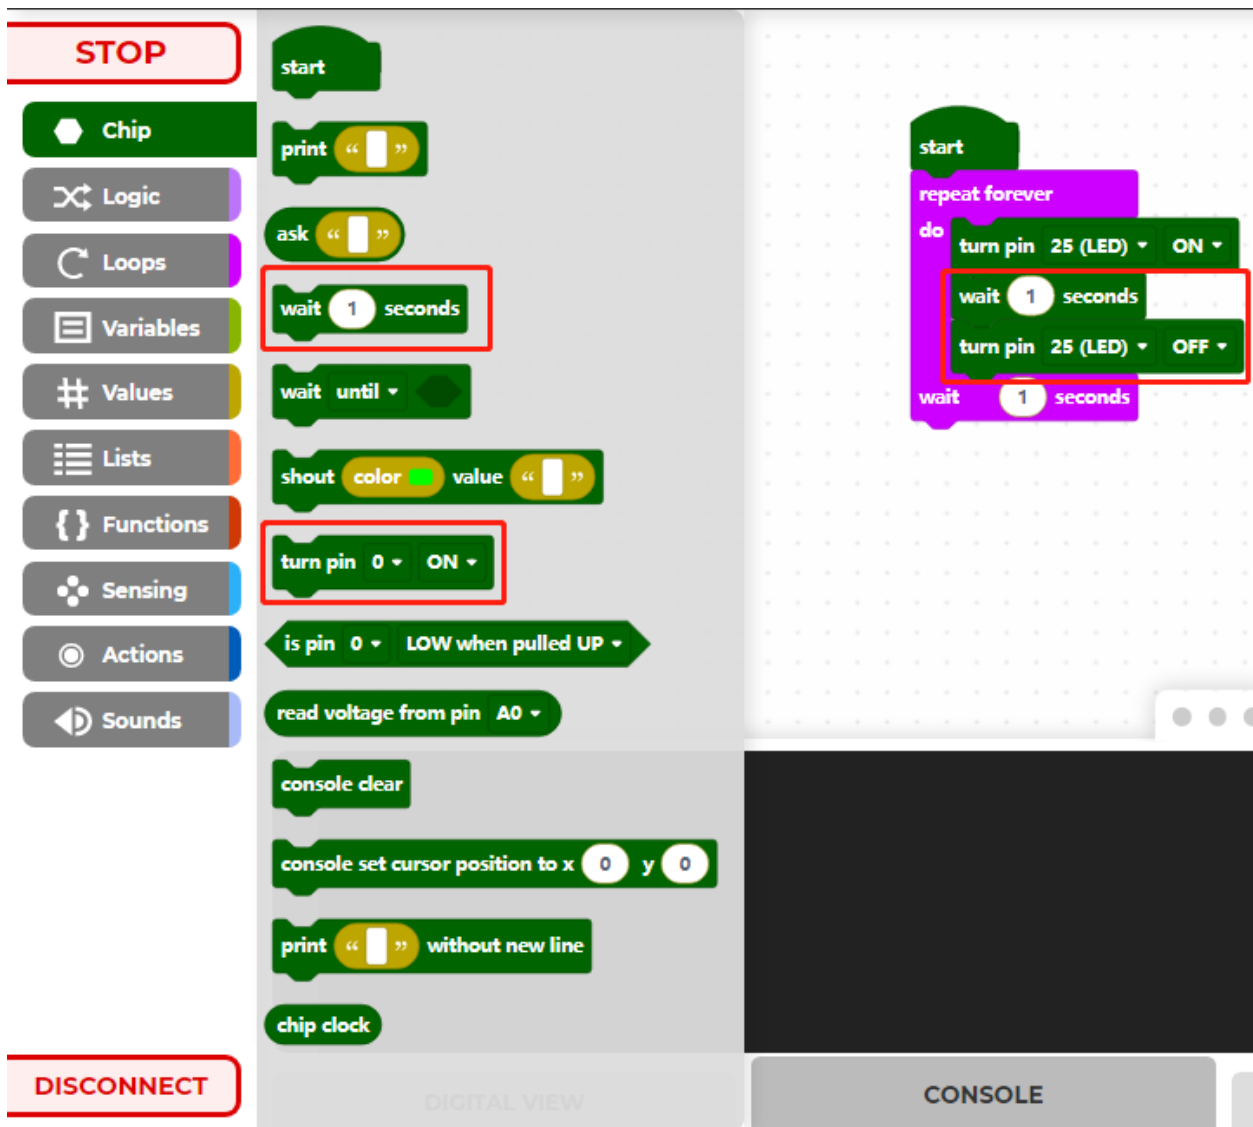 STOP
Chip
Logic
Loops
Variables
Values
Lists
Functions
Sensing
Actions
Sounds
DISCONNECT
start
print “ ”
ask “ ”
wait 1 seconds
wait until
shout color value “ ”
turn pin 0 ON
is pin 0 LOW when pulled UP
read voltage from pin A0
console clear
console set cursor position to x 0 y 0
print “ ” without new line
chip clock
DIGITAL VIEW
start
repeat forever
do
turn pin 25 (LED) ON
wait 1 seconds
turn pin 25 (LED) OFF
wait 1 seconds
CONSOLE